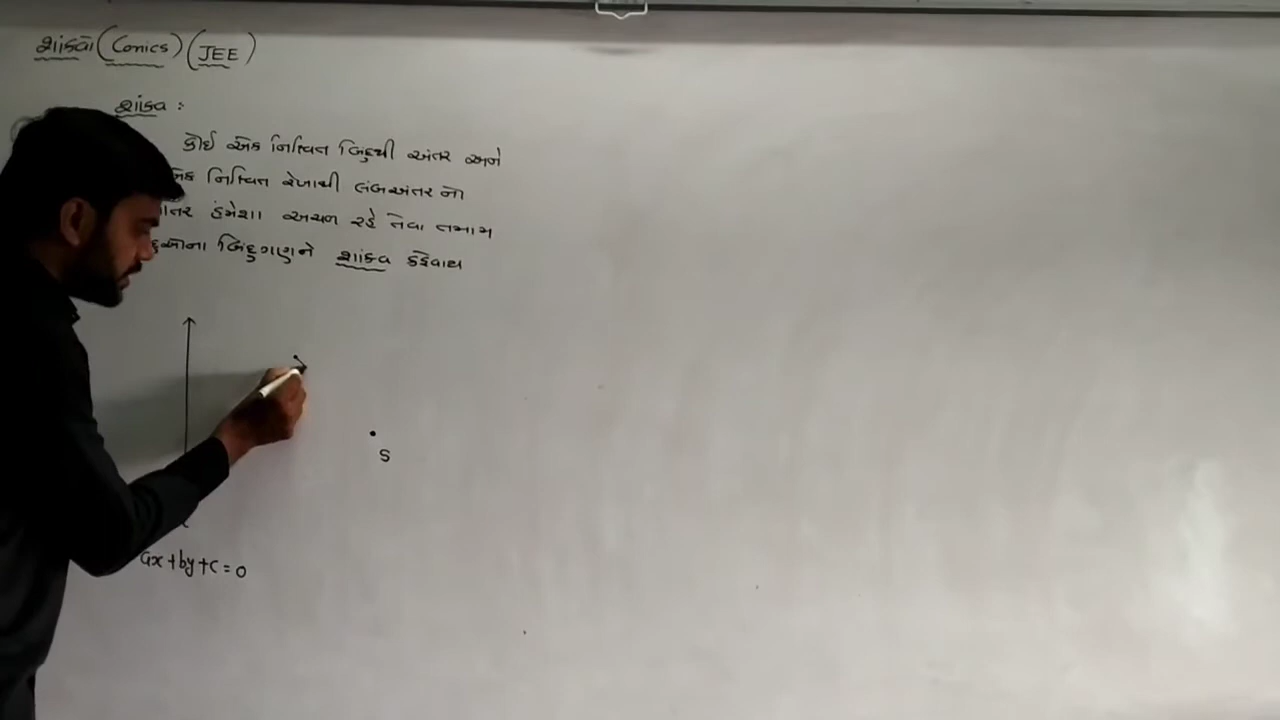 શાંકવો (Conics) (JEE)
શાંકવ :
કોઈ એક નિશ્ચિત બિંદુથી અંતર અને
નિશ્ચિત રેખાથી લંબઅંતર નો
હંમેશા અચળ રહે તેવા તમામ
બિંદુગણને શાંકવ કહેવાય
S
ax+by+c=0